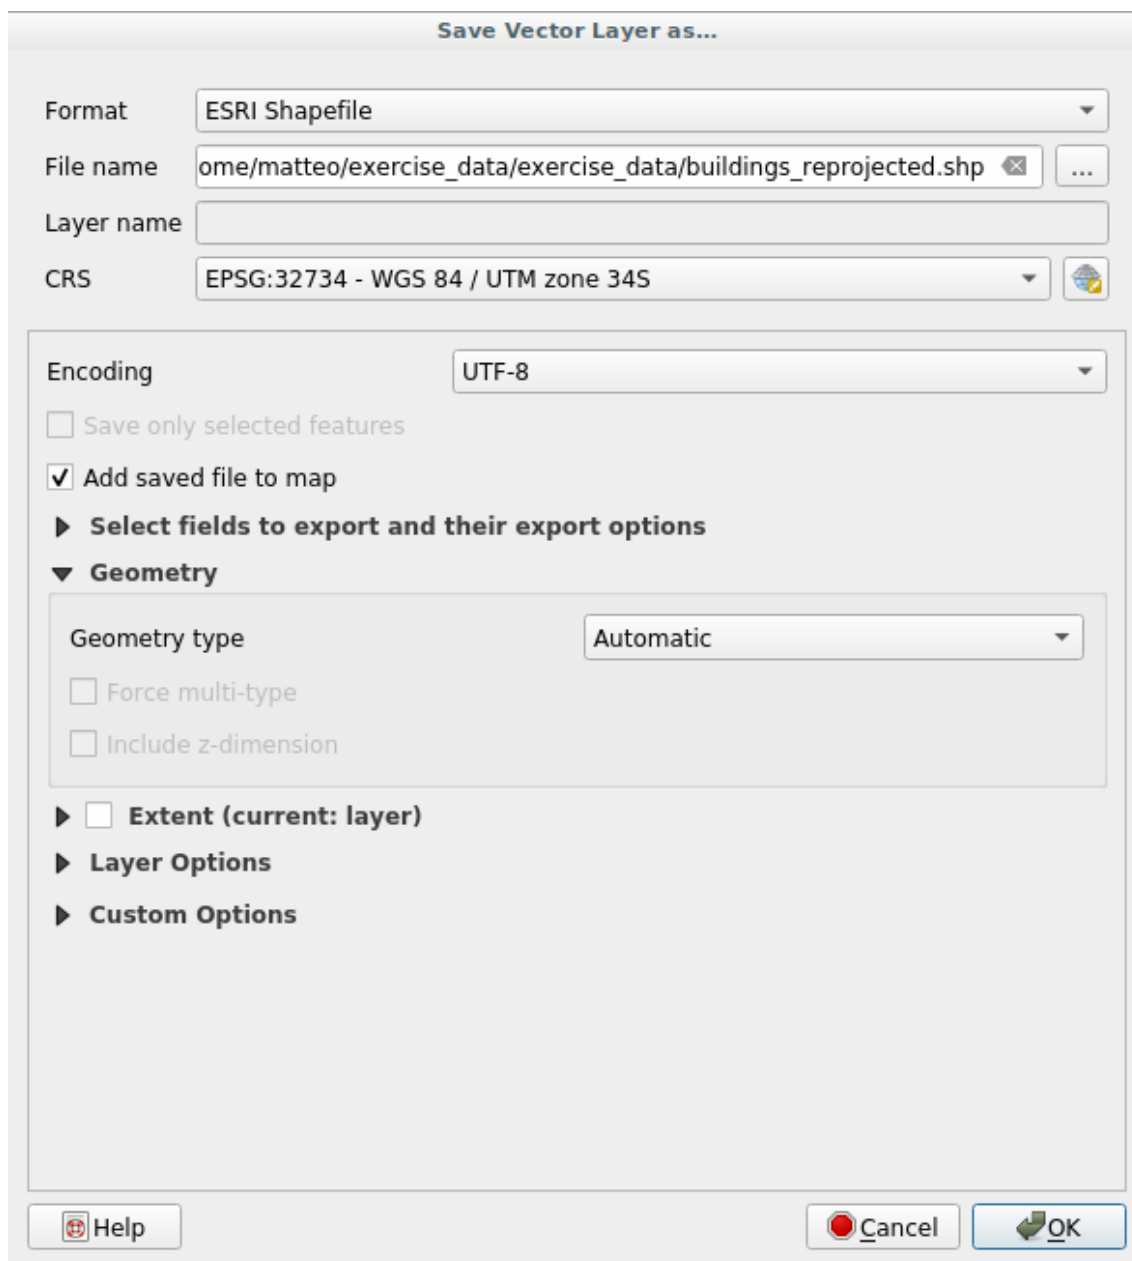 Save Vector Layer as...
Format ESRI Shapefile
File name ome/matteo/exercise_data/exercise_data/buildings_reprojected.shp ...
Layer name
CRS EPSG:32734 - WGS 84 / UTM zone 34S
Encoding UTF-8
Save only selected features
Add saved file to map
Select fields to export and their export options
Geometry
Geometry type Automatic
Force multi-type
Include z-dimension
Extent (current: layer)
Layer Options
Custom Options
Help Cancel OK